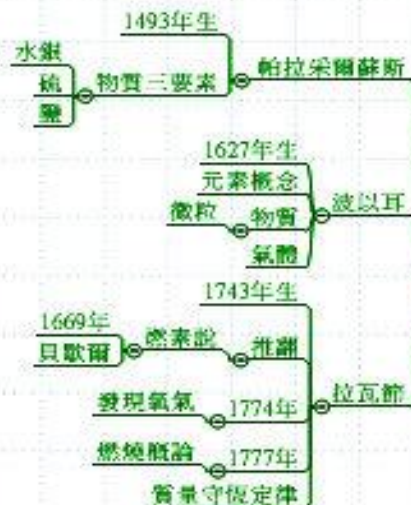 1493年生
水銀
硫
鹽
物質三要素
帕拉采爾蘇斯
1627年生
元素概念
微粒
物質
氣體
波以耳
1743年生
1669年
貝歇爾
燃素說
推翻
發現氧氣
1774年
燃燒概論
1777年
質量守恆定律
拉瓦節